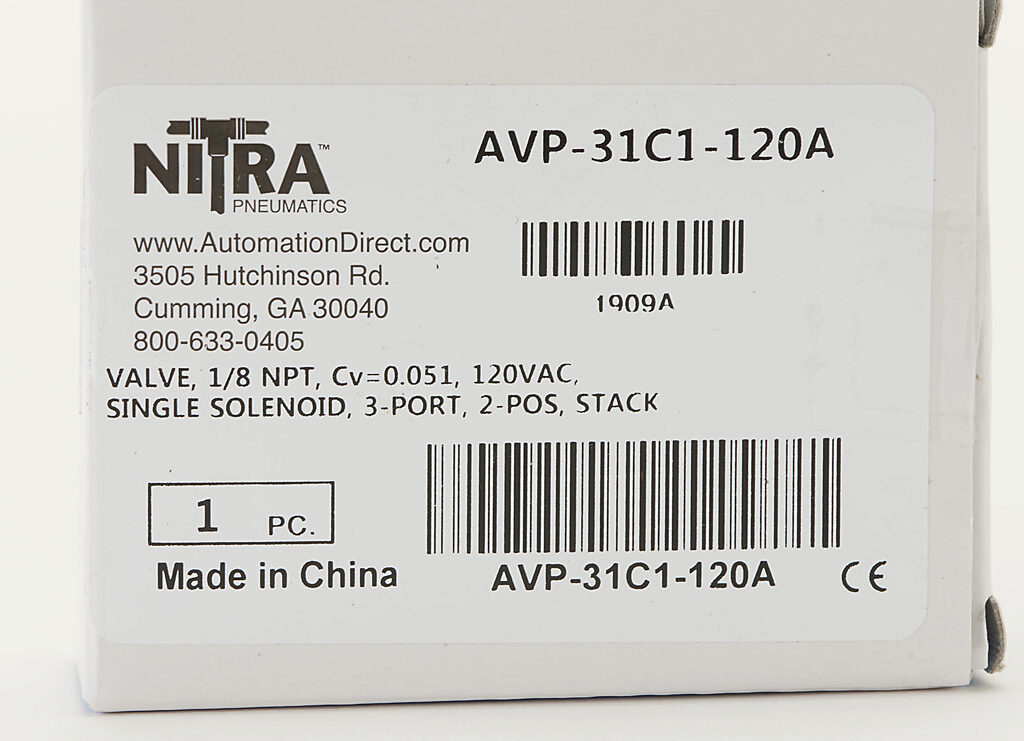 NITRA™
PNEUMATICS
AVP-31C1-120A
www.AutomationDirect.com
3505 Hutchinson Rd.
Cumming, GA 30040
800-633-0405
1909A
VALVE, 1/8 NPT, Cv=0.051, 120VAC,
SINGLE SOLENOID, 3-PORT, 2-POS, STACK
1 PC.
Made in China
AVP-31C1-120A
CE